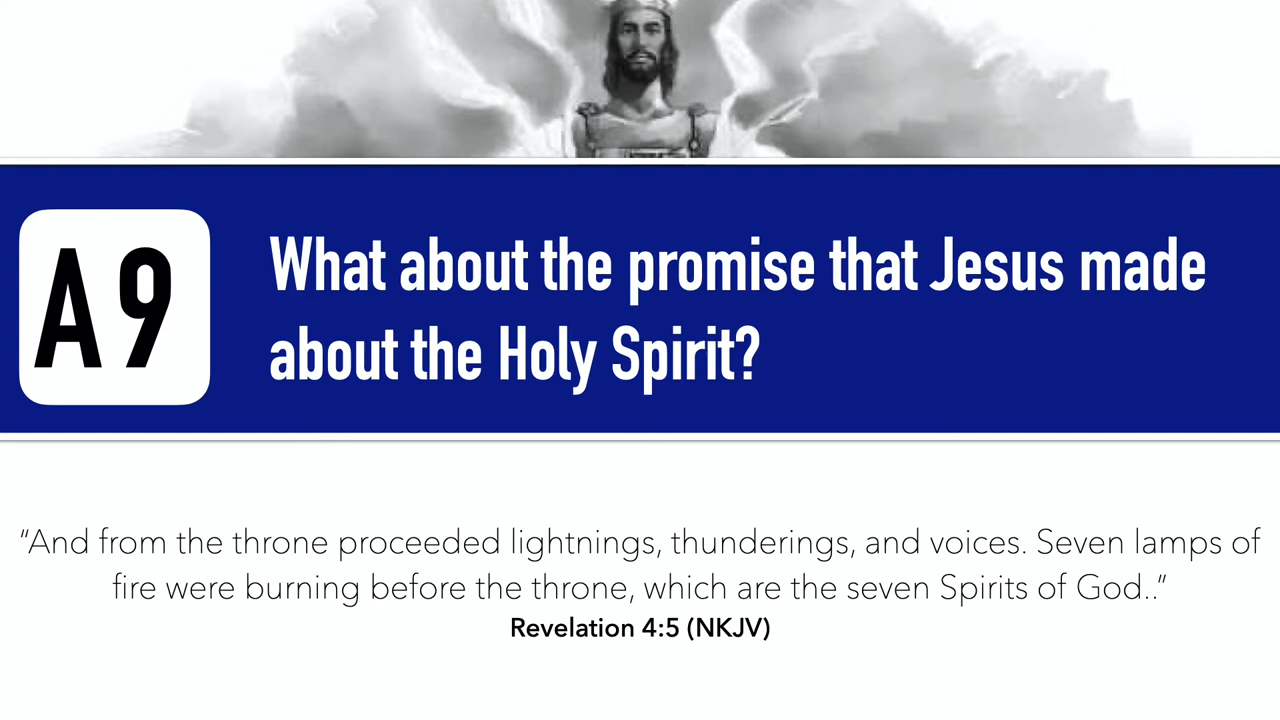 A9
What about the promise that Jesus made
about the Holy Spirit?
“And from the throne proceeded lightnings, thunderings, and voices. Seven lamps of
fire were burning before the throne, which are the seven Spirits of God..”
Revelation 4:5 (NKJV)